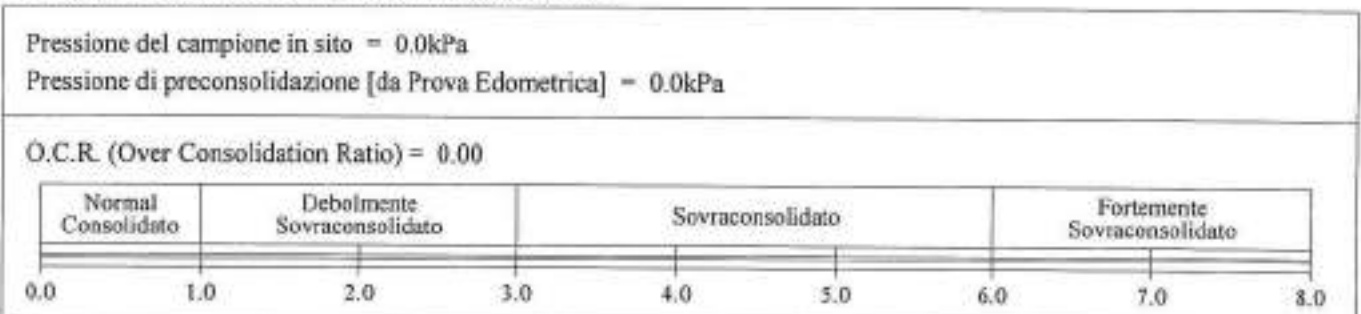 Pressione del campione in sito = 0.0kPa
Pressione di preconsolidazione [da Prova Edometrica] = 0.0kPa
O.C.R. (Over Consolidation Ratio) = 0.00
Normal
Consolidato
Debolmente
Sovraconsolidato
Sovraconsolidato
Fortemente
Sovraconsolidato
0.0 1.0 2.0 3.0 4.0 5.0 6.0 7.0 8.0